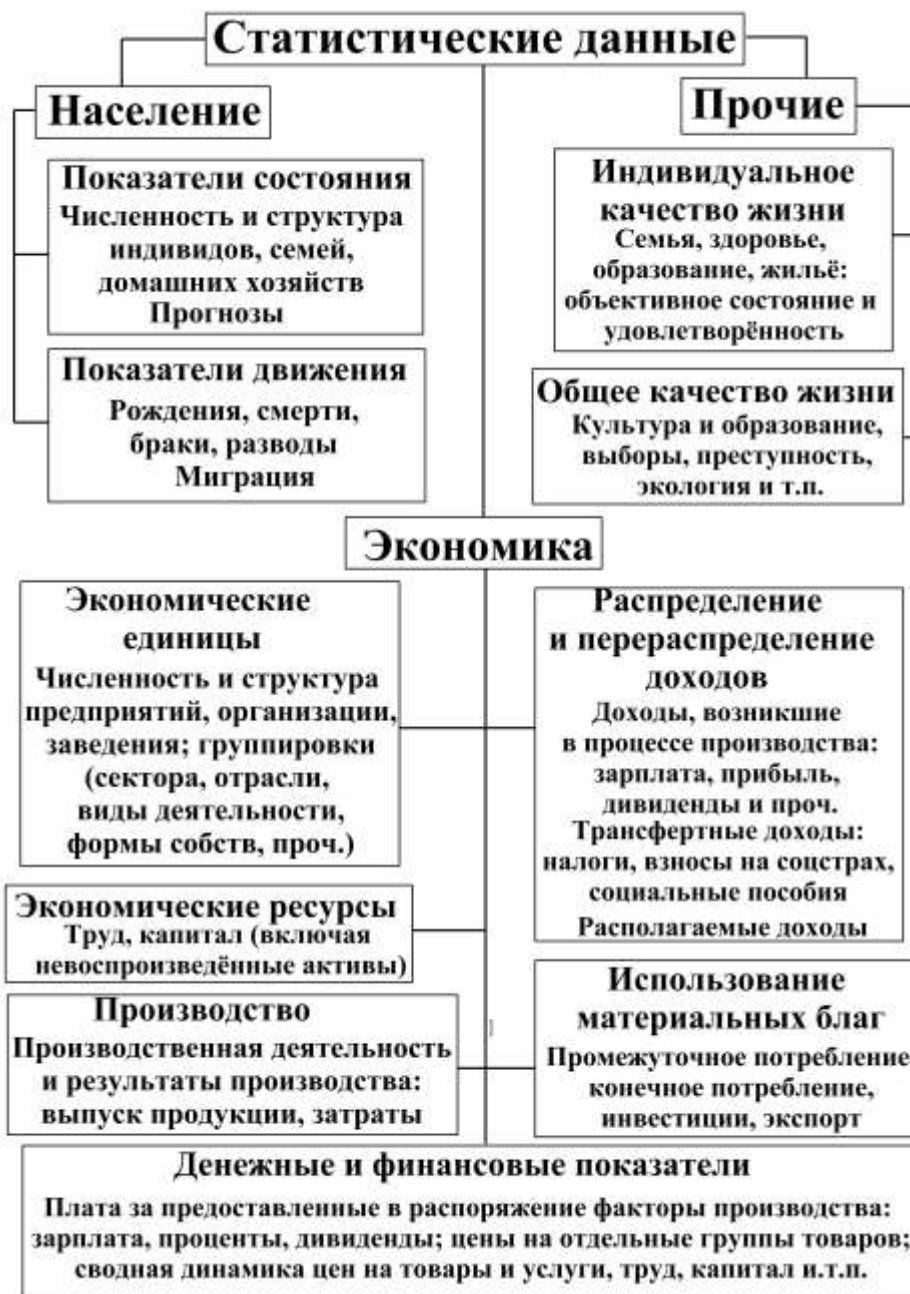 Статистические данные
Население
Показатели состояния
Численность и структура
индивидов, семей,
домашних хозяйств
Прогнозы
Показатели движения
Рождения, смерти,
браки, разводы
Миграция
Прочие
Индивидуальное
качество жизни
Семья, здоровье,
образование, жильё:
объективное состояние и
удовлетворённость
Общее качество жизни
Культура и образование,
выборы, преступность,
экология и т.п.
Экономика
Экономические
единицы
Численность и структура
предприятий, организации,
заведения; группировки
(сектора, отрасли,
виды деятельности,
формы собств, проч.)
Экономические ресурсы
Труд, капитал (включая
невоспроизведённые активы)
Производство
Производственная деятельность
и результаты производства:
выпуск продукции, затраты
Распределение
и перераспределение
доходов
Доходы, возникшие
в процессе производства:
зарплата, прибыль,
дивиденды и проч.
Трансфертные доходы:
налоги, взносы на соцстрах,
социальные пособия
Располагаемые доходы
Использование
материальных благ
Промежуточное потребление
конечное потребление,
инвестиции, экспорт
Денежные и финансовые показатели
Плата за предоставленные в распоряжение факторы производства:
зарплата, проценты, дивиденды; цены на отдельные группы товаров;
сводная динамика цен на товары и услуги, труд, капитал и.т.п.